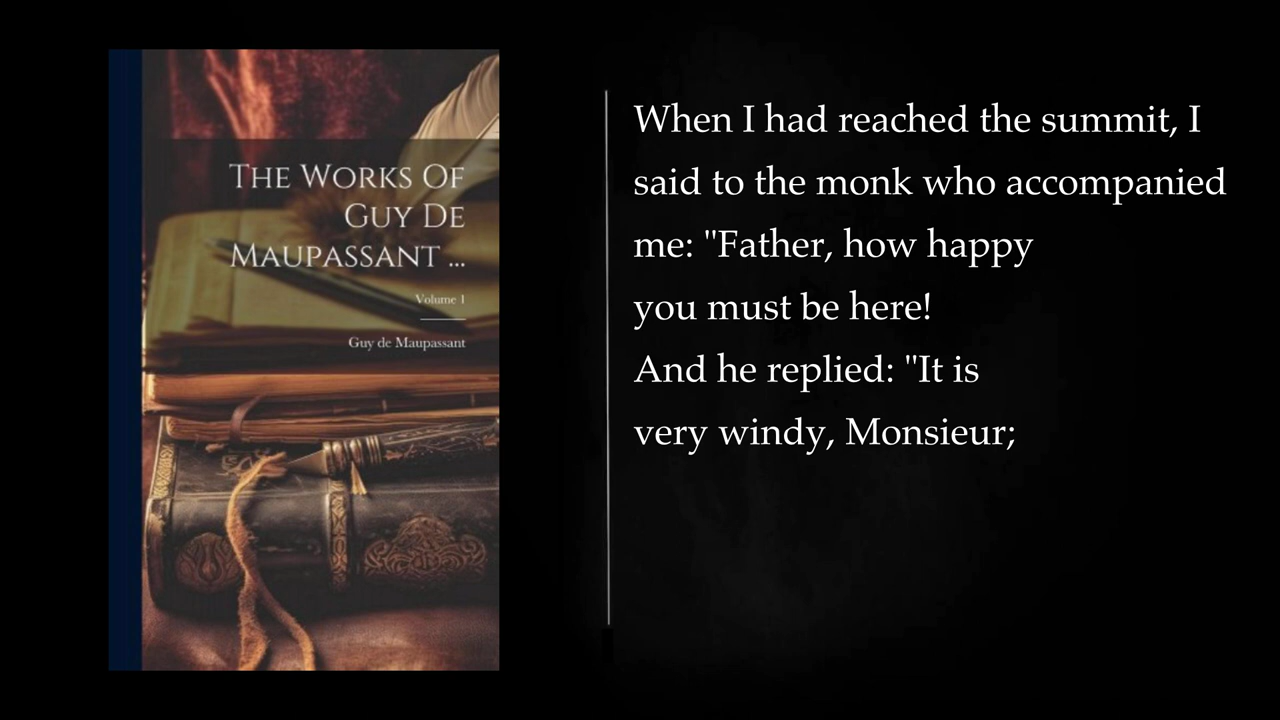 THE WORKS OF
GUY DE
MAUPASSANT ...
Volume 1
Guy de Maupassant
When I had reached the summit, I
said to the monk who accompanied
me: "Father, how happy
you must be here!
And he replied: "It is
very windy, Monsieur;